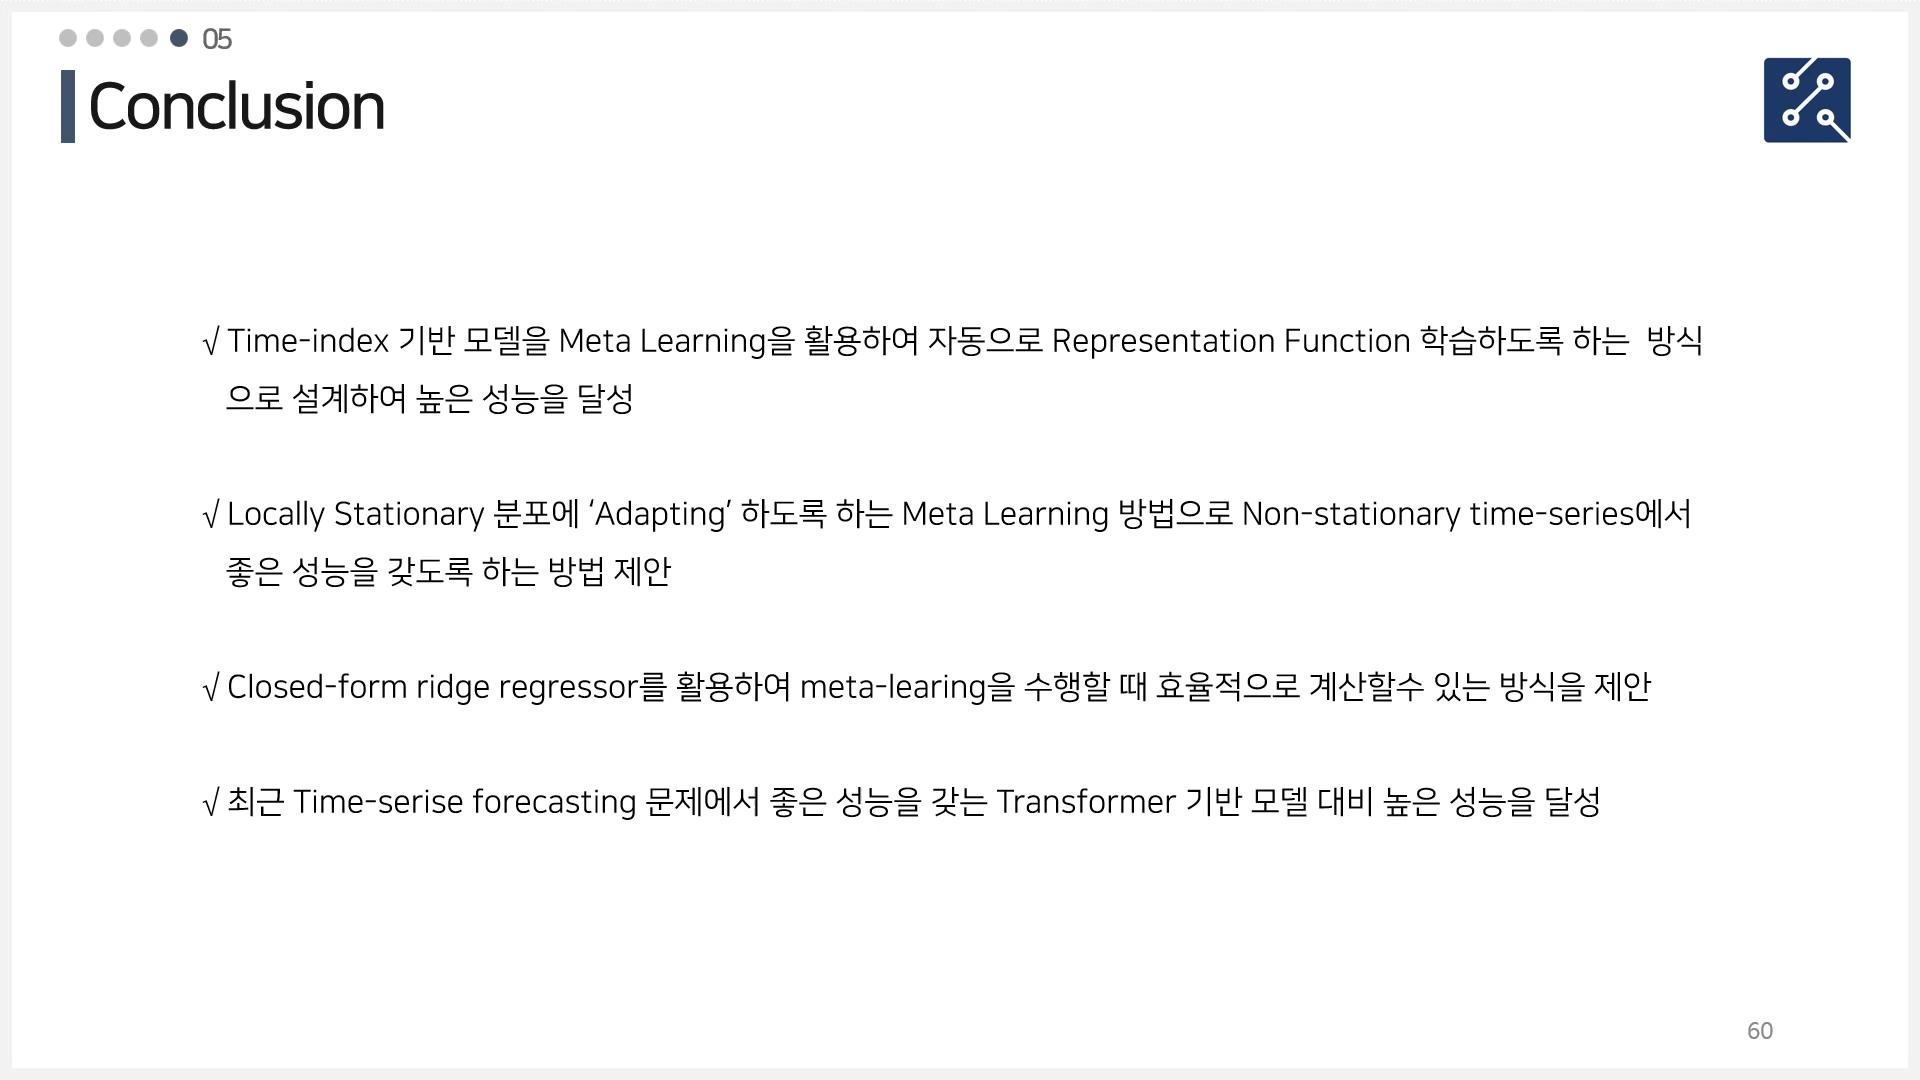 05
Conclusion
√ Time-index 기반 모델을 Meta Learning을 활용하여 자동으로 Representation Function 학습하도록 하는  방식
으로 설계하여 높은 성능을 달성
√ Locally Stationary 분포에 ‘Adapting’ 하도록 하는 Meta Learning 방법으로 Non-stationary time-series에서
좋은 성능을 갖도록 하는 방법 제안
√ Closed-form ridge regressor를 활용하여 meta-learing을 수행할 때 효율적으로 계산할수 있는 방식을 제안
√ 최근 Time-serise forecasting 문제에서 좋은 성능을 갖는 Transformer 기반 모델 대비 높은 성능을 달성
60